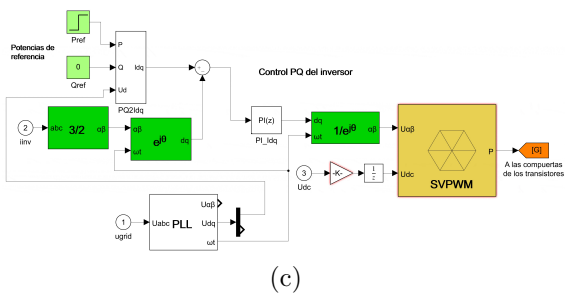 Pref
Potencias de
referencia
0
Qref
P
Q
Ud
Idq
PQ2Idq
Control PQ del inversor
2
iinv
abc
3/2
αβ
αβ
ωt
e^jθ
dq
PI(z)
PI_Idq
dq
ωt
1/e^jθ
αβ
3
Udc
-K-
1
z
Uαβ
Udc
P
SVPWM
[G]
A las compuertas
de los transistores
1
ugrid
Uabc
PLL
Uαβ
Udq
ωt
(c)